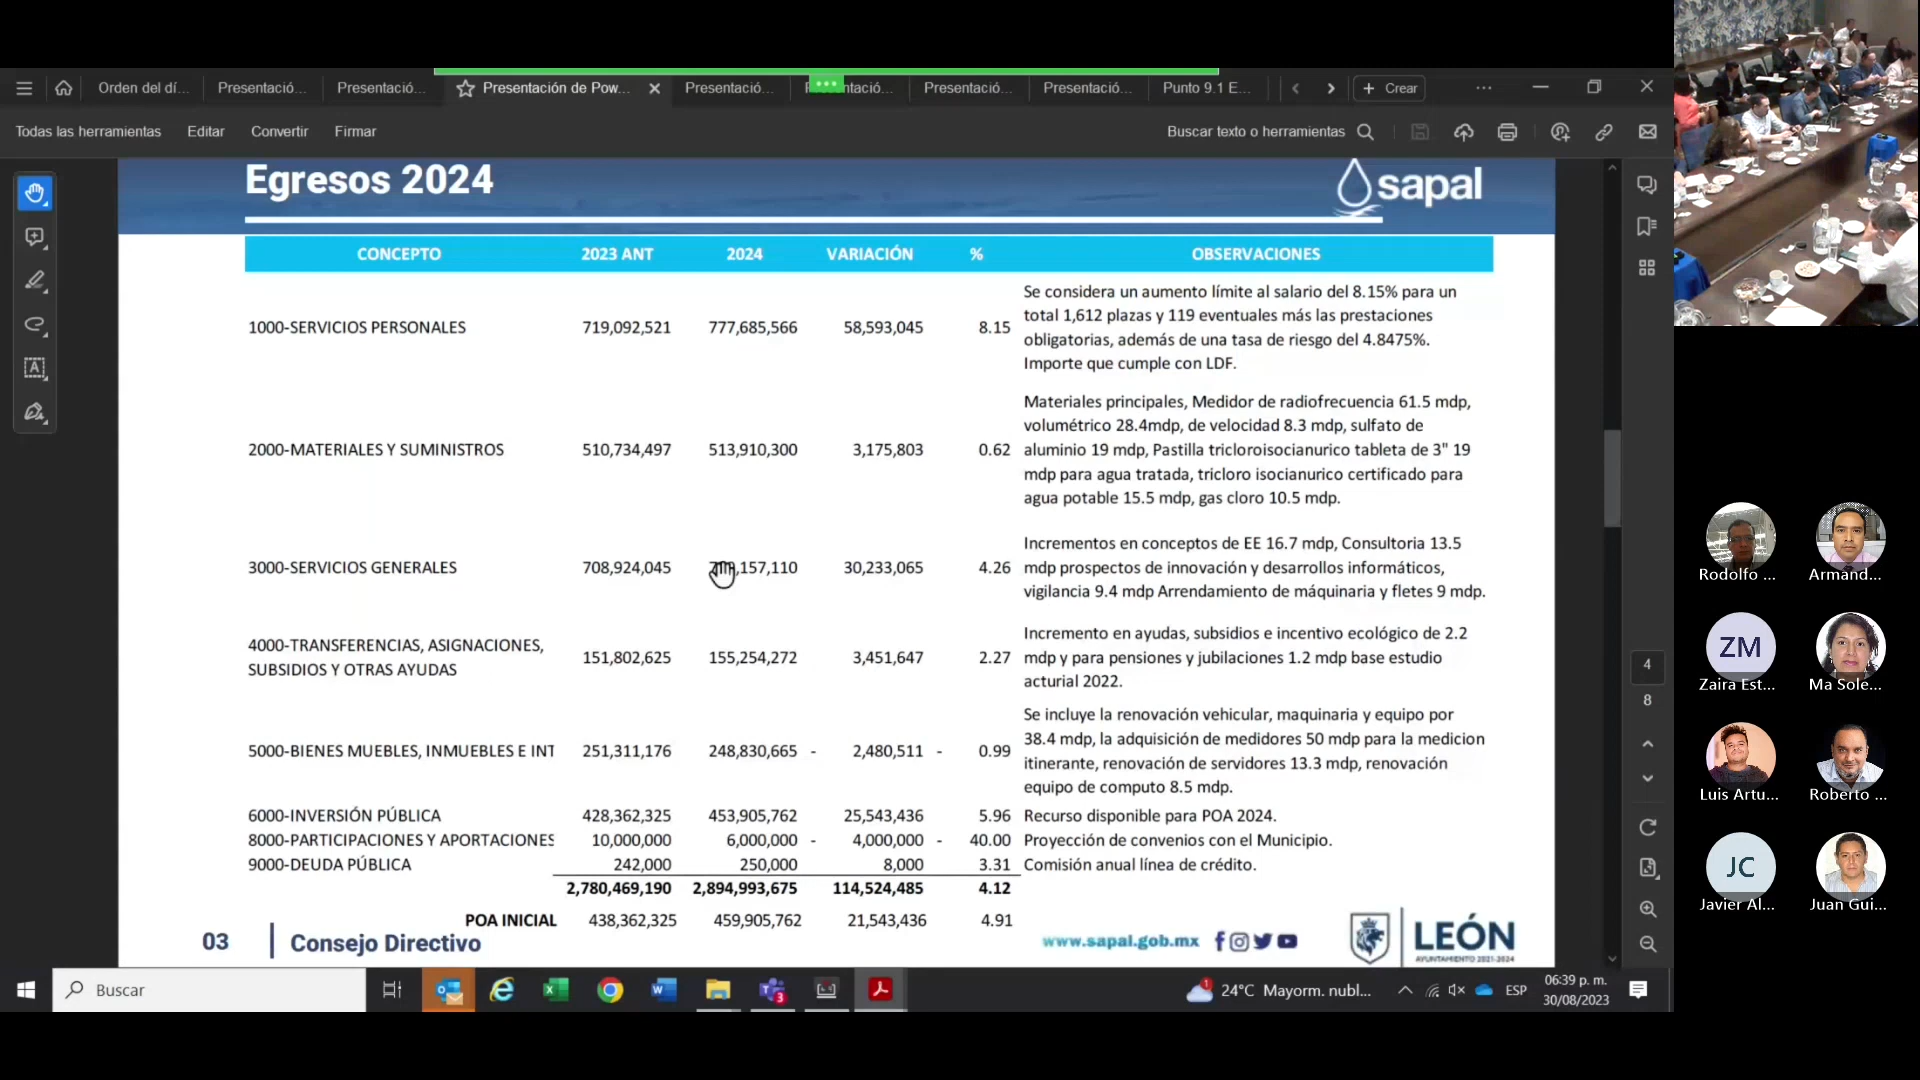 Orden del dí...
Presentació...
Presentació...
Presentación de Pow...
Presentació...
Presentació...
Presentació...
Punto 9.1 E...
Crear
Todas las herramientas
Editar
Convertir
Firmar
Buscar texto o herramientas
Egresos 2024
sapal
CONCEPTO 2023 ANT 2024 VARIACIÓN % OBSERVACIONES
Se considera un aumento límite al salario del 8.15% para un
total 1,612 plazas y 119 eventuales más las prestaciones
1000-SERVICIOS PERSONALES 719,092,521 777,685,566 58,593,045 8.15
obligatorias, además de una tasa de riesgo del 4.8475%.
Importe que cumple con LDF.
Materiales principales, Medidor de radiofrecuencia 61.5 mdp,
volumétrico 28.4mdp, de velocidad 8.3 mdp, sulfato de
2000-MATERIALES Y SUMINISTROS 510,734,497 513,910,300 3,175,803 0.62 aluminio 19 mdp, Pastilla tricloroisocianurico tableta de 3" 19
mdp para agua tratada, tricloro isocianurico certificado para
agua potable 15.5 mdp, gas cloro 10.5 mdp.
Incrementos en conceptos de EE 16.7 mdp, Consultoria 13.5
3000-SERVICIOS GENERALES 708,924,045 ,157,110 30,233,065 4.26 mdp prospectos de innovación y desarrollos informáticos,
vigilancia 9.4 mdp Arrendamiento de máquinaria y fletes 9 mdp.
Incremento en ayudas, subsidios e incentivo ecológico de 2.2
4000-TRANSFERENCIAS, ASIGNACIONES,
SUBSIDIOS Y OTRAS AYUDAS 151,802,625 155,254,272 3,451,647 2.27 mdp y para pensiones y jubilaciones 1.2 mdp base estudio
acturial 2022.
Se incluye la renovación vehicular, maquinaria y equipo por
38.4 mdp, la adquisición de medidores 50 mdp para la medicion
5000-BIENES MUEBLES, INMUEBLES E INT 251,311,176 248,830,665 - 2,480,511 - 0.99
itinerante, renovación de servidores 13.3 mdp, renovación
equipo de computo 8.5 mdp.
6000-INVERSIÓN PÚBLICA 428,362,325 453,905,762 25,543,436 5.96 Recurso disponible para POA 2024.
8000-PARTICIPACIONES Y APORTACIONES 10,000,000 6,000,000 - 4,000,000 - 40.00 Proyección de convenios con el Municipio.
9000-DEUDA PÚBLICA 242,000 250,000 8,000 3.31 Comisión anual línea de crédito.
2,780,469,190 2,894,993,675 114,524,485 4.12
POA INICIAL 438,362,325 459,905,762 21,543,436 4.91
03 Consejo Directivo
www.sapal.gob.mx
LEÓN
AYUNTAMIENTO 2021-2024
4
8
Rodolfo ...
Armand...
ZM
Zaira Est...
Ma Sole...
Luis Artu...
Roberto ...
JC
Javier Al...
Juan Gui...
Buscar
24°C Mayorm. nubl...
ESP
06:39 p. m.
30/08/2023